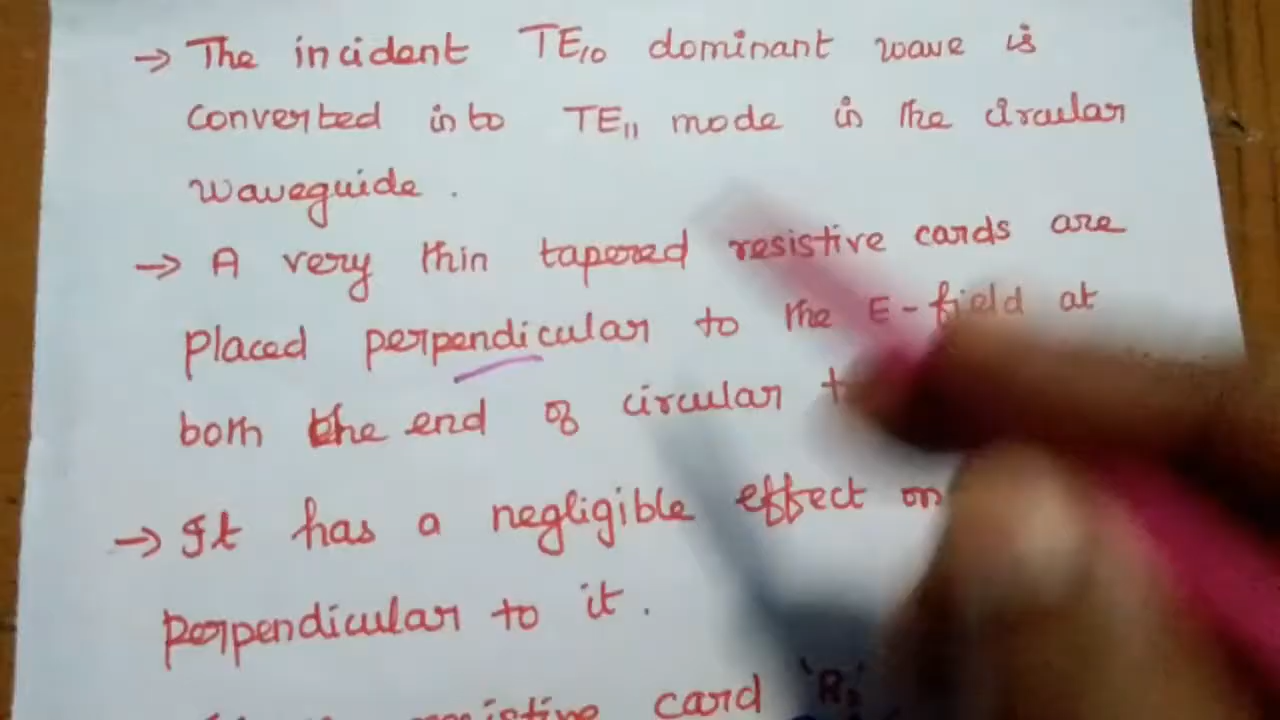 → The incident TE10 dominant wave is
converted into TE11 mode in the circular
waveguide.
→ A very thin tapered resistive cards are
placed perpendicular to the E-field at
both the end of circular
→ It has a negligible effect on
perpendicular to it.
card 'R